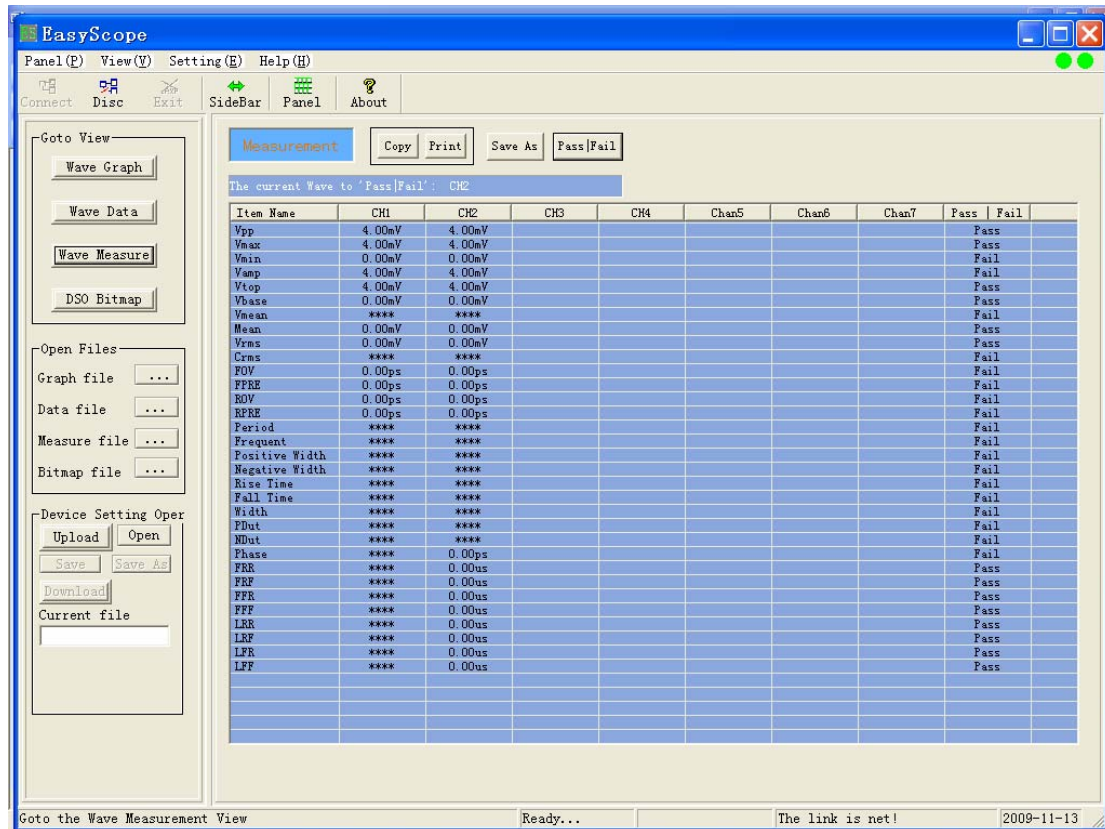 EasyScope
Panel(P) View(V) Setting(E) Help(H)
Connect Disc Exit SideBar Panel About
Goto View
Wave Graph
Wave Data
Wave Measure
DSO Bitmap
Open Files
Graph file ...
Data file ...
Measure file ...
Bitmap file ...
Device Setting Oper
Upload Open
Save Save As
Download
Current file
Measurement Copy Print Save As Pass|Fail
The current Wave to 'Pass|Fail': CH2
Item Name CH1 CH2 CH3 CH4 Chan5 Chan6 Chan7 Pass | Fail
Vpp 4.00mV 4.00mV Pass
Vmax 4.00mV 4.00mV Pass
Vmin 0.00mV 0.00mV Fail
Vamp 4.00mV 4.00mV Fail
Vtop 4.00mV 4.00mV Pass
Vbase 0.00mV 0.00mV Pass
Vmean **** **** Fail
Mean 0.00mV 0.00mV Pass
Vrms 0.00mV 0.00mV Pass
Crms **** **** Fail
FOV 0.00ps 0.00ps Fail
FPRE 0.00ps 0.00ps Fail
ROV 0.00ps 0.00ps Fail
RPRE 0.00ps 0.00ps Fail
Period **** **** Fail
Frequent **** **** Fail
Positive Width **** **** Fail
Negative Width **** **** Fail
Rise Time **** **** Fail
Fall Time **** **** Fail
Width **** **** Fail
PDut **** **** Fail
NDut **** **** Fail
Phase **** 0.00ps Fail
FRR **** 0.00us Pass
FRF **** 0.00us Pass
FFR **** 0.00us Pass
FFF **** 0.00us Pass
LRR **** 0.00us Pass
LRF **** 0.00us Pass
LFR **** 0.00us Pass
LFF **** 0.00us Pass
Goto the Wave Measurement View Ready... The link is net! 2009-11-13